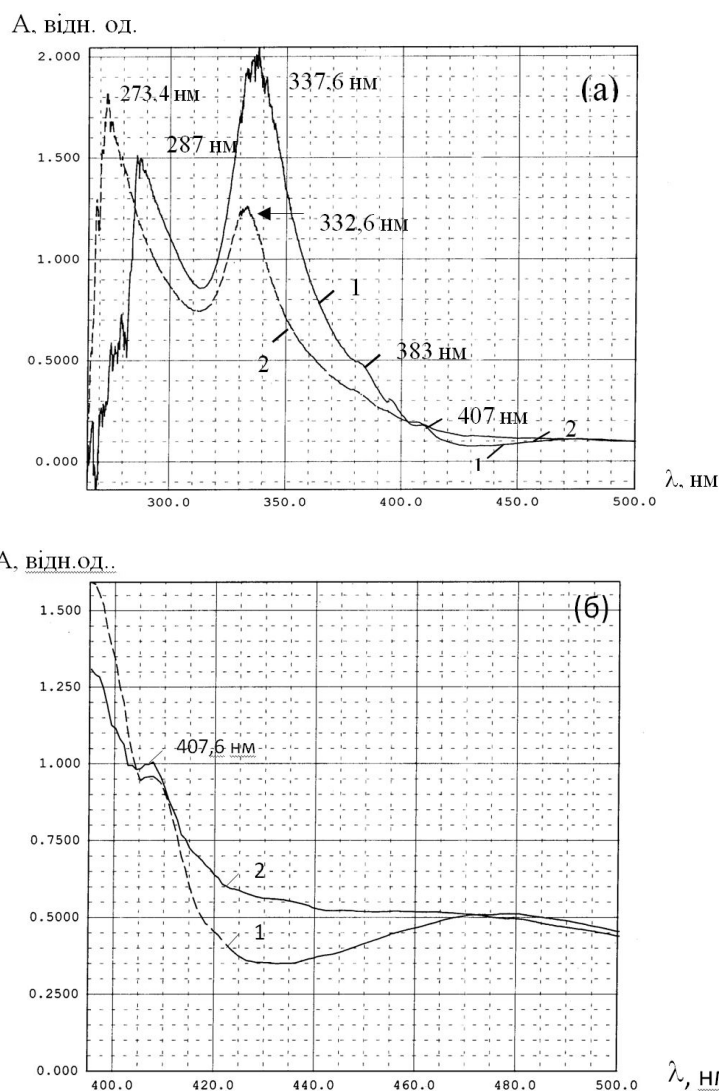 А, відн. од.
2.000
273,4 нм
337,6 нм
(а)
1.500
287 нм
332,6 нм
1.000
1
0.5000
2
383 нм
407 нм
2
0.000
1
λ, нм
300.0 350.0 400.0 450.0 500.0
А, відн.од..
1.500
(б)
1.250
407,6 нм
1.000
0.7500
2
0.5000
1
0.2500
0.000
400.0 420.0 440.0 460.0 480.0 500.0
λ, нм